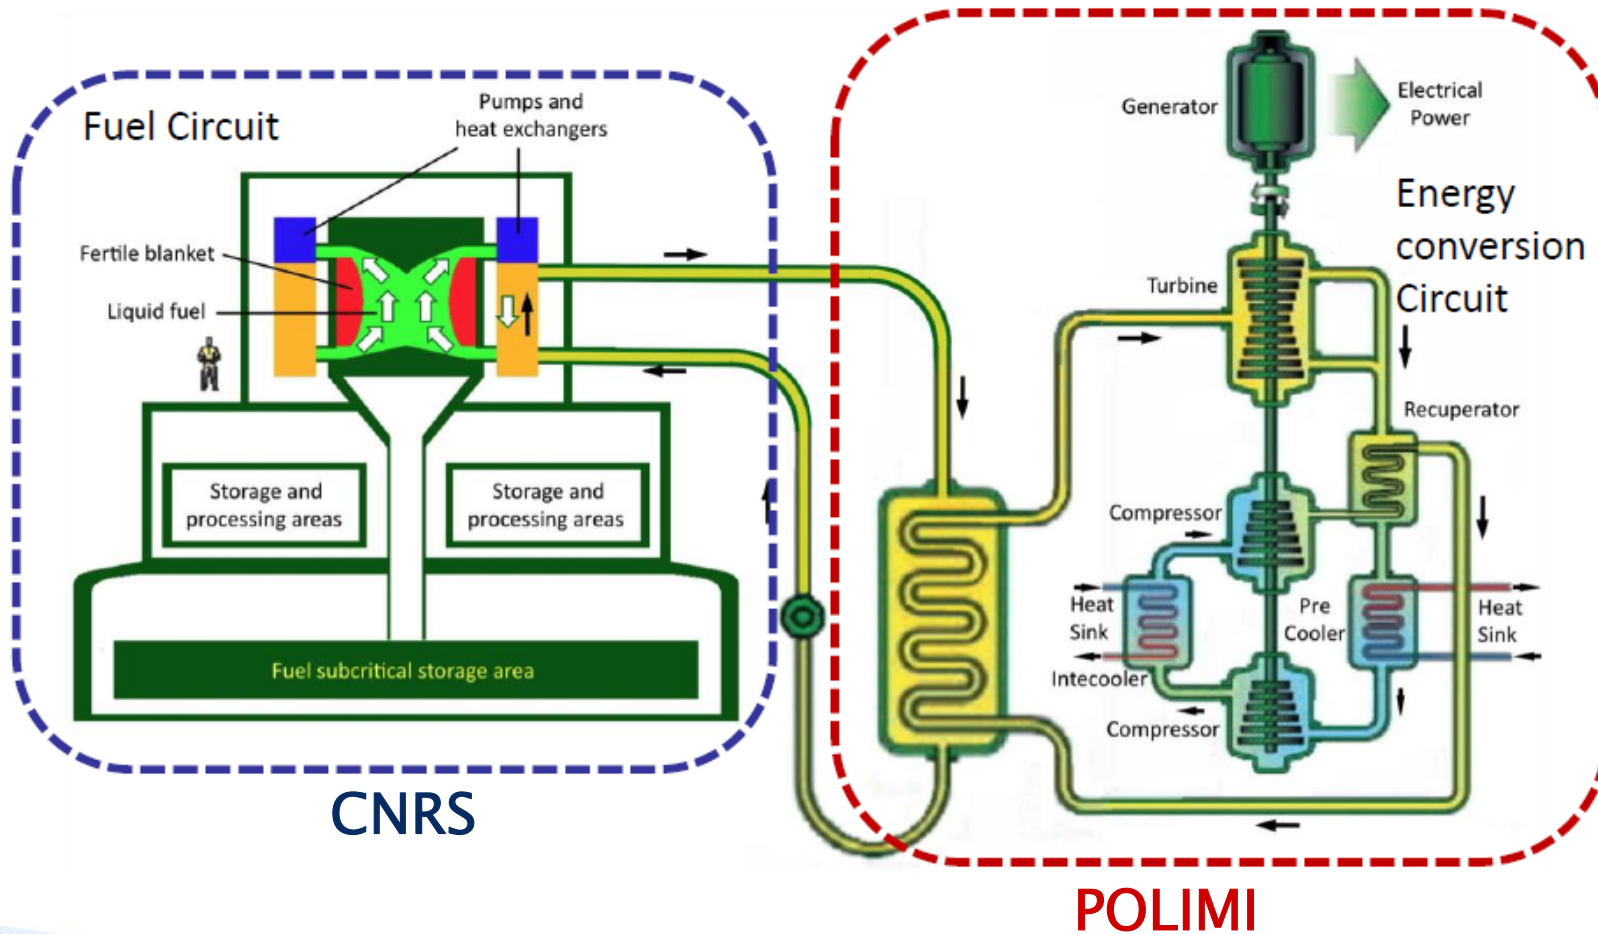 Fuel Circuit
Pumps and
heat exchangers
Fertile blanket
Liquid fuel
Storage and
processing areas
Storage and
processing areas
Fuel subcritical storage area
CNRS
Generator
Electrical
Power
Energy
conversion
Circuit
Turbine
Recuperator
Compressor
Heat
Sink
Pre
Cooler
Heat
Sink
Intecooler
Compressor
POLIMI